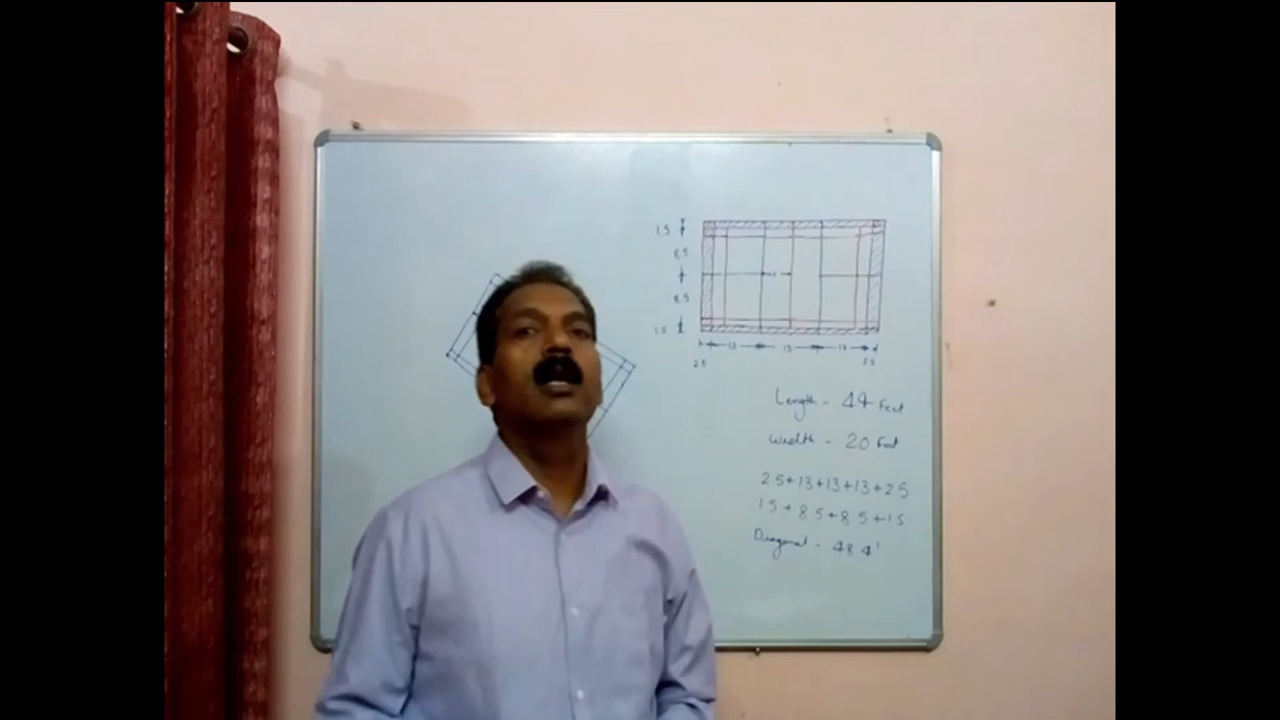 1.5
8.5
8.5
1.5
13 13 13
2.5 2.5
Length - 44 Feet
Width - 20 Feet
2.5+13+13+13+2.5
1.5+8.5+8.5+1.5
Diagonal - 48.4'